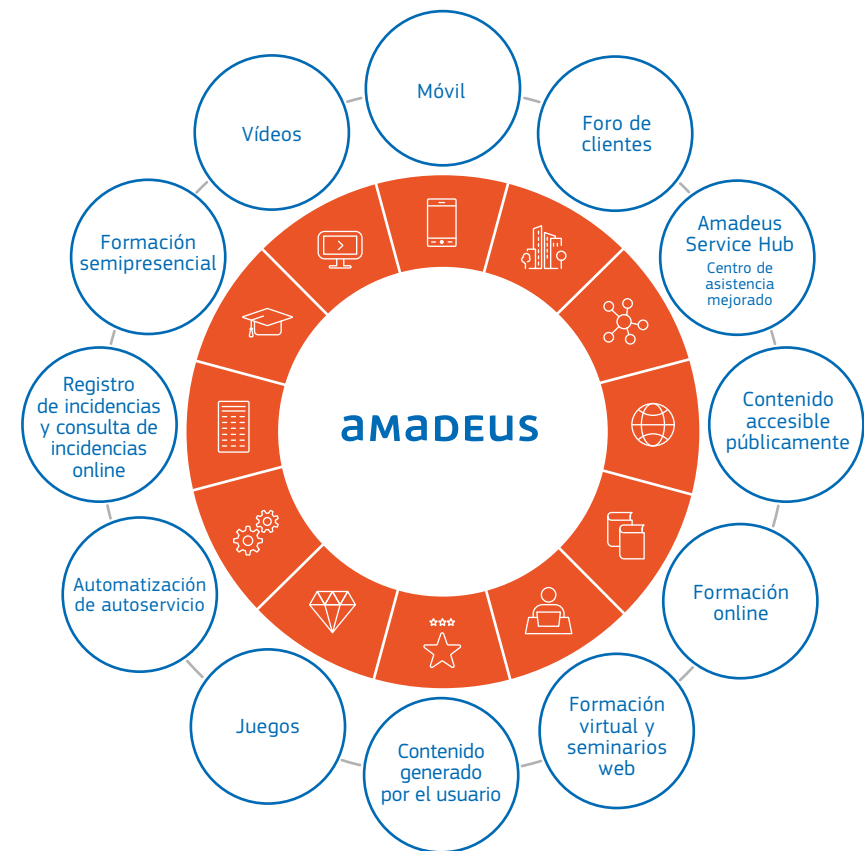 Móvil
Foro de
clientes
Amadeus
Service Hub
Centro de
asistencia
mejorado
Contenido
accesible
públicamente
Formación
online
Formación
virtual y
seminarios
web
Contenido
generado
por el usuario
Juegos
Automatización
de autoservicio
Registro
de incidencias
y consulta de
incidencias
online
Formación
semipresencial
Vídeos
amadeus